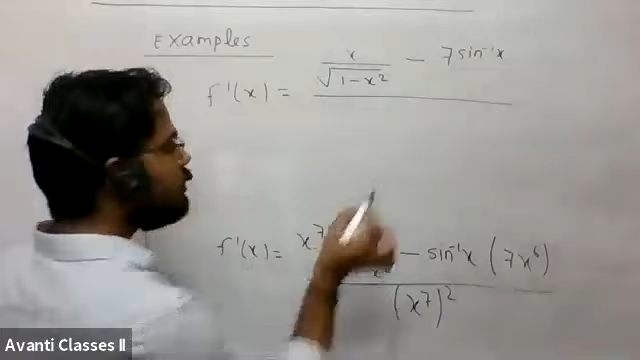 Examples
f'(x) = x/√(1-x²) - 7sin⁻¹x
f'(x) = x⁷ - sin⁻¹x (7x⁶) / (x⁷)²
Avanti Classes II